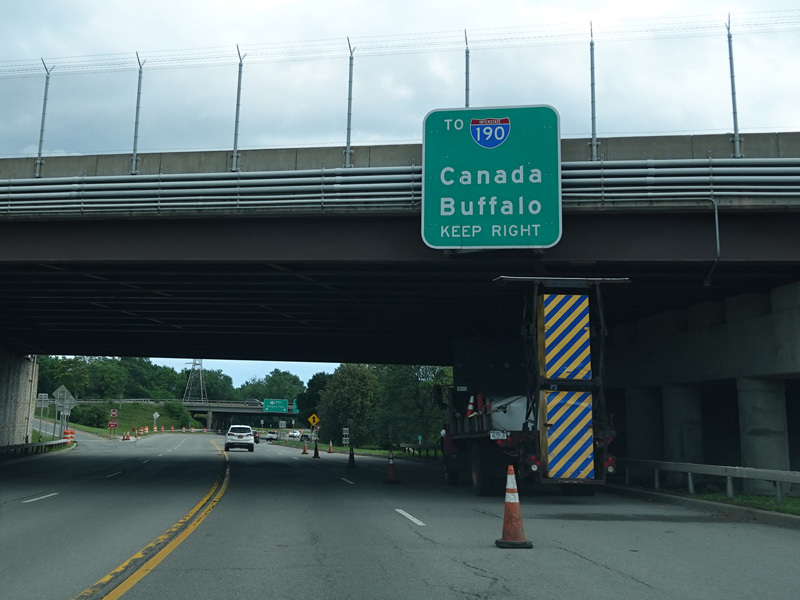 TO INTERSTATE 190
Canada
Buffalo
KEEP RIGHT